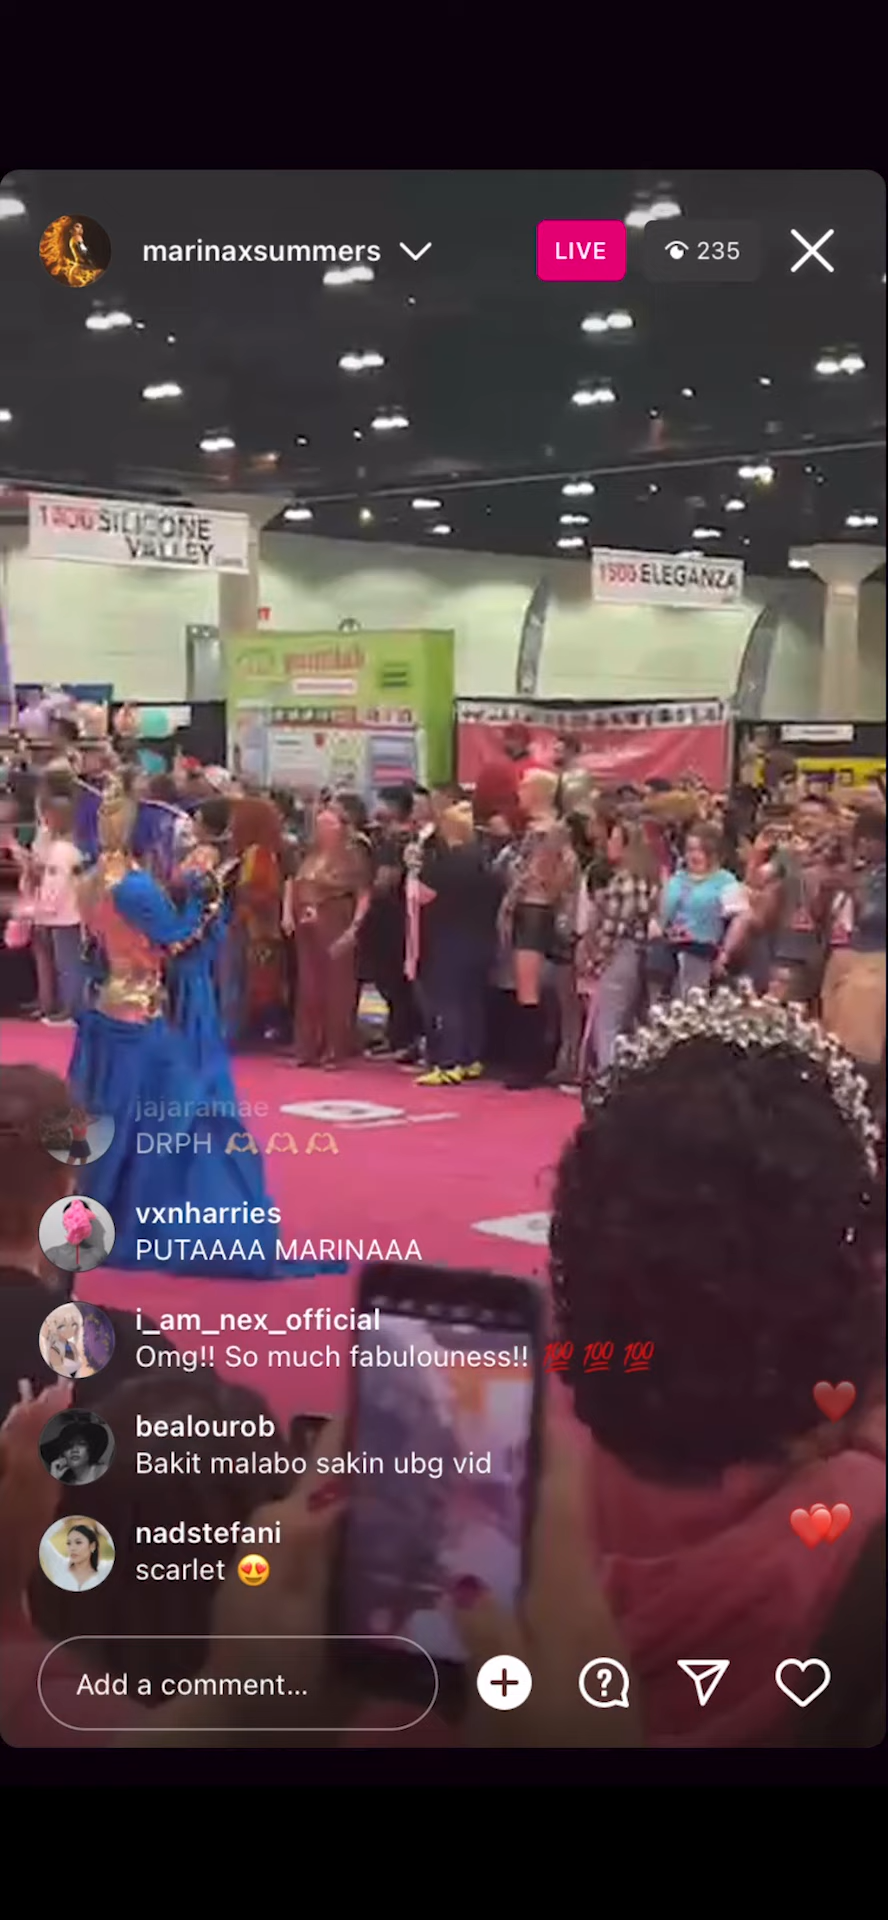 marinaxsummers
LIVE
235
SILICONE
VALLEY
1500 ELEGANZA
jajaramae
DRPH 🫶🏼🫶🏼🫶🏼
vxnharries
PUTAAAA MARINAAA
i_am_nex_official
Omg!! So much fabulouness!! 💯 💯 💯
bealourob
Bakit malabo sakin ubg vid
nadstefani
scarlet 😍
Add a comment...